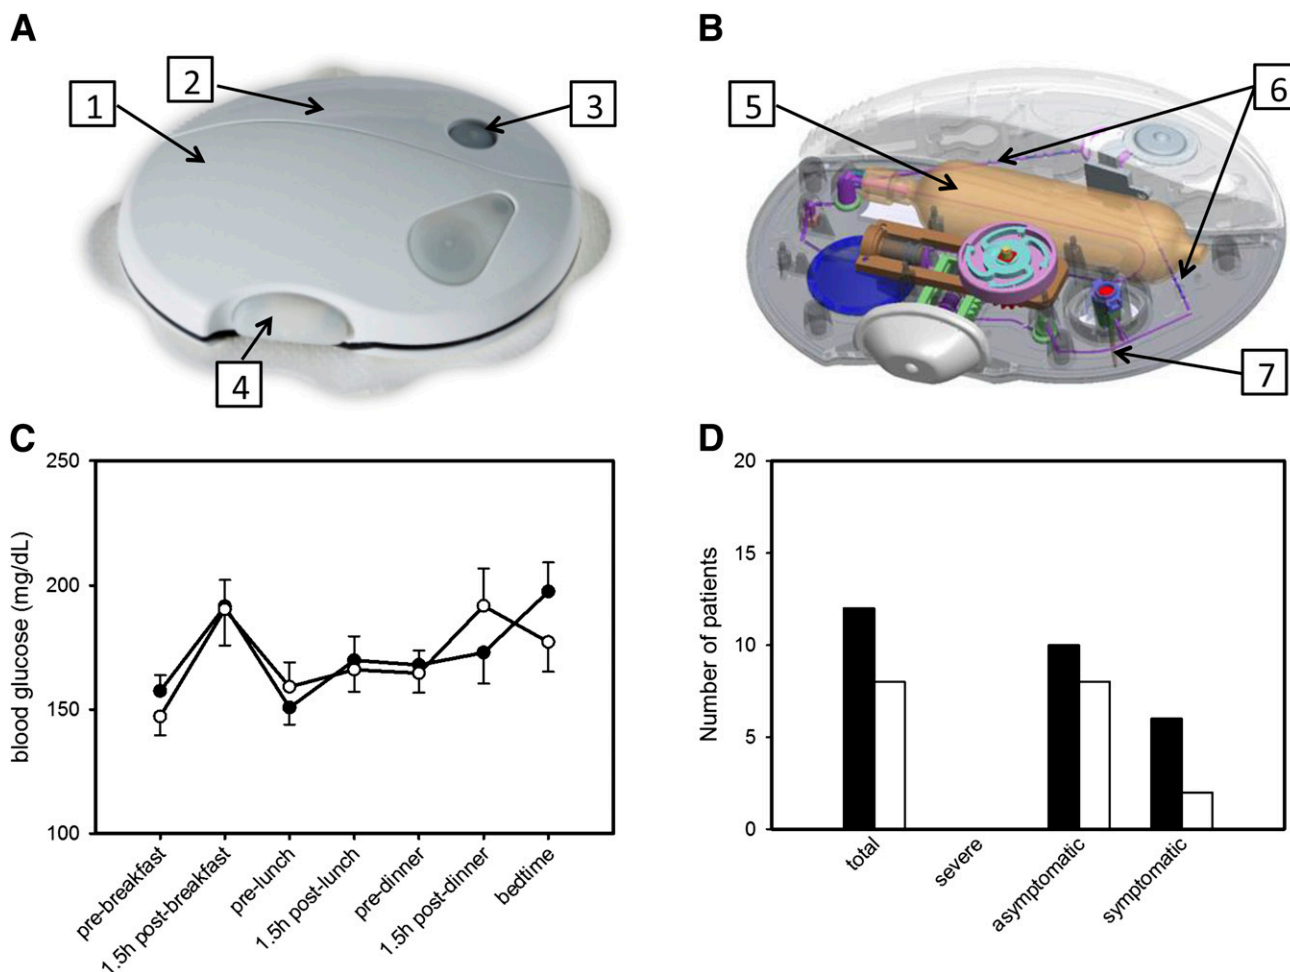 A
B
1
2
3
4
5
6
7
C
D
250
200
150
100
blood glucose (mg/dL)
pre-breakfast
1.5h post-breakfast
pre-lunch
1.5h post-lunch
pre-dinner
1.5h post-dinner
bedtime
20
15
10
5
0
Number of patients
total
severe
asymptomatic
symptomatic